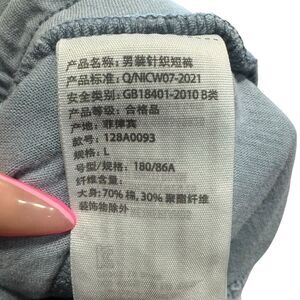 产品名称：男装针织短裤
产品标准：Q/NICW07-2021
安全类别：GB18401-2010 B类
产品等级：合格品
产地：菲律宾
款号：128A0093
规格：L
号型/规格：180/86A
纤维含量：
大身:70% 棉, 30% 聚酯纤维
装饰物除外